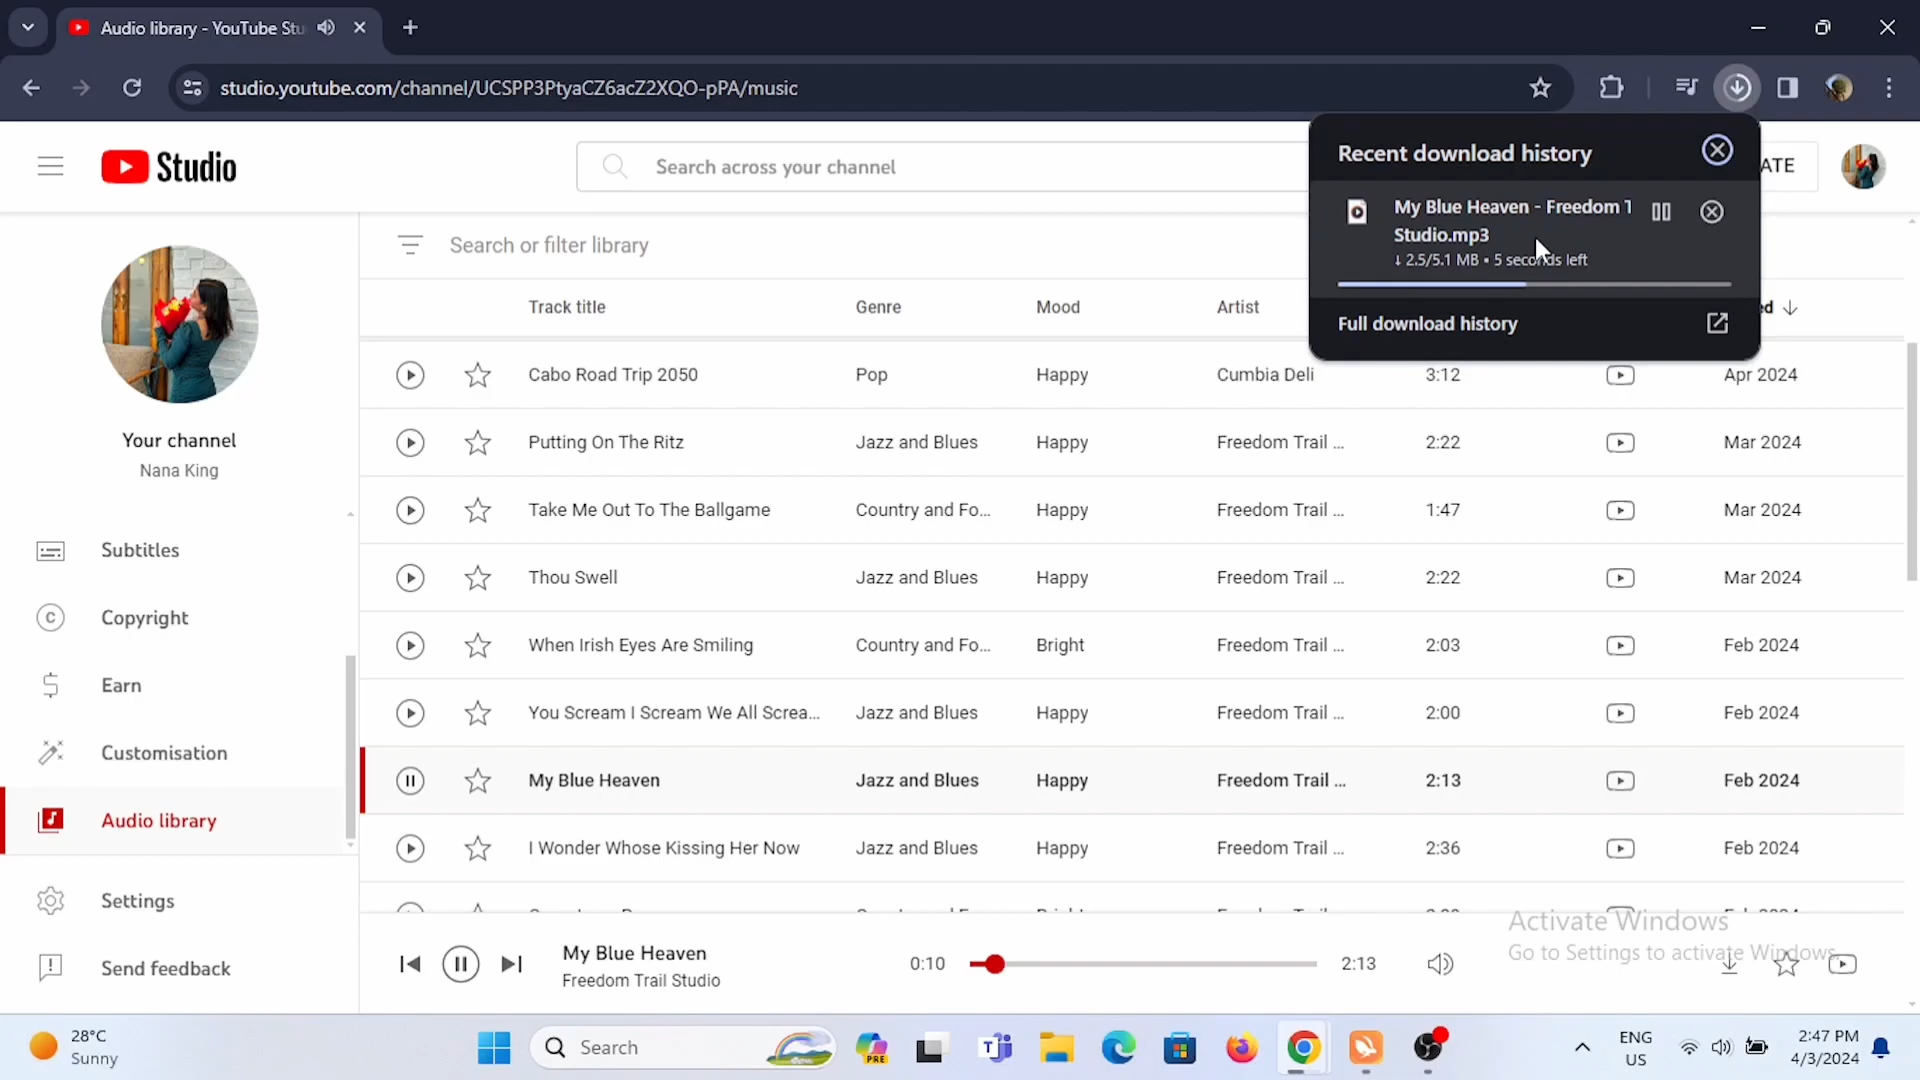 Audio library - YouTube Stu
studio.youtube.com/channel/UCSPP3PtyaCZ6acZ2XQO-pPA/music
Studio
Search across your channel
ATE
Recent download history
My Blue Heaven - Freedom T
Studio.mp3
↓ 2.5/5.1 MB • 5 seconds left
Full download history
Your channel
Nana King
Subtitles
Copyright
Earn
Customisation
Audio library
Settings
Send feedback
Search or filter library
Track title Genre Mood Artist ed ↓
Cabo Road Trip 2050 Pop Happy Cumbia Deli 3:12 Apr 2024
Putting On The Ritz Jazz and Blues Happy Freedom Trail ... 2:22 Mar 2024
Take Me Out To The Ballgame Country and Fo... Happy Freedom Trail ... 1:47 Mar 2024
Thou Swell Jazz and Blues Happy Freedom Trail ... 2:22 Mar 2024
When Irish Eyes Are Smiling Country and Fo... Bright Freedom Trail ... 2:03 Feb 2024
You Scream I Scream We All Screa... Jazz and Blues Happy Freedom Trail ... 2:00 Feb 2024
My Blue Heaven Jazz and Blues Happy Freedom Trail ... 2:13 Feb 2024
I Wonder Whose Kissing Her Now Jazz and Blues Happy Freedom Trail ... 2:36 Feb 2024
My Blue Heaven
Freedom Trail Studio
0:10 2:13
Activate Windows
Go to Settings to activate Windows.
28°C
Sunny
Search
PRE
ENG
US
2:47 PM
4/3/2024